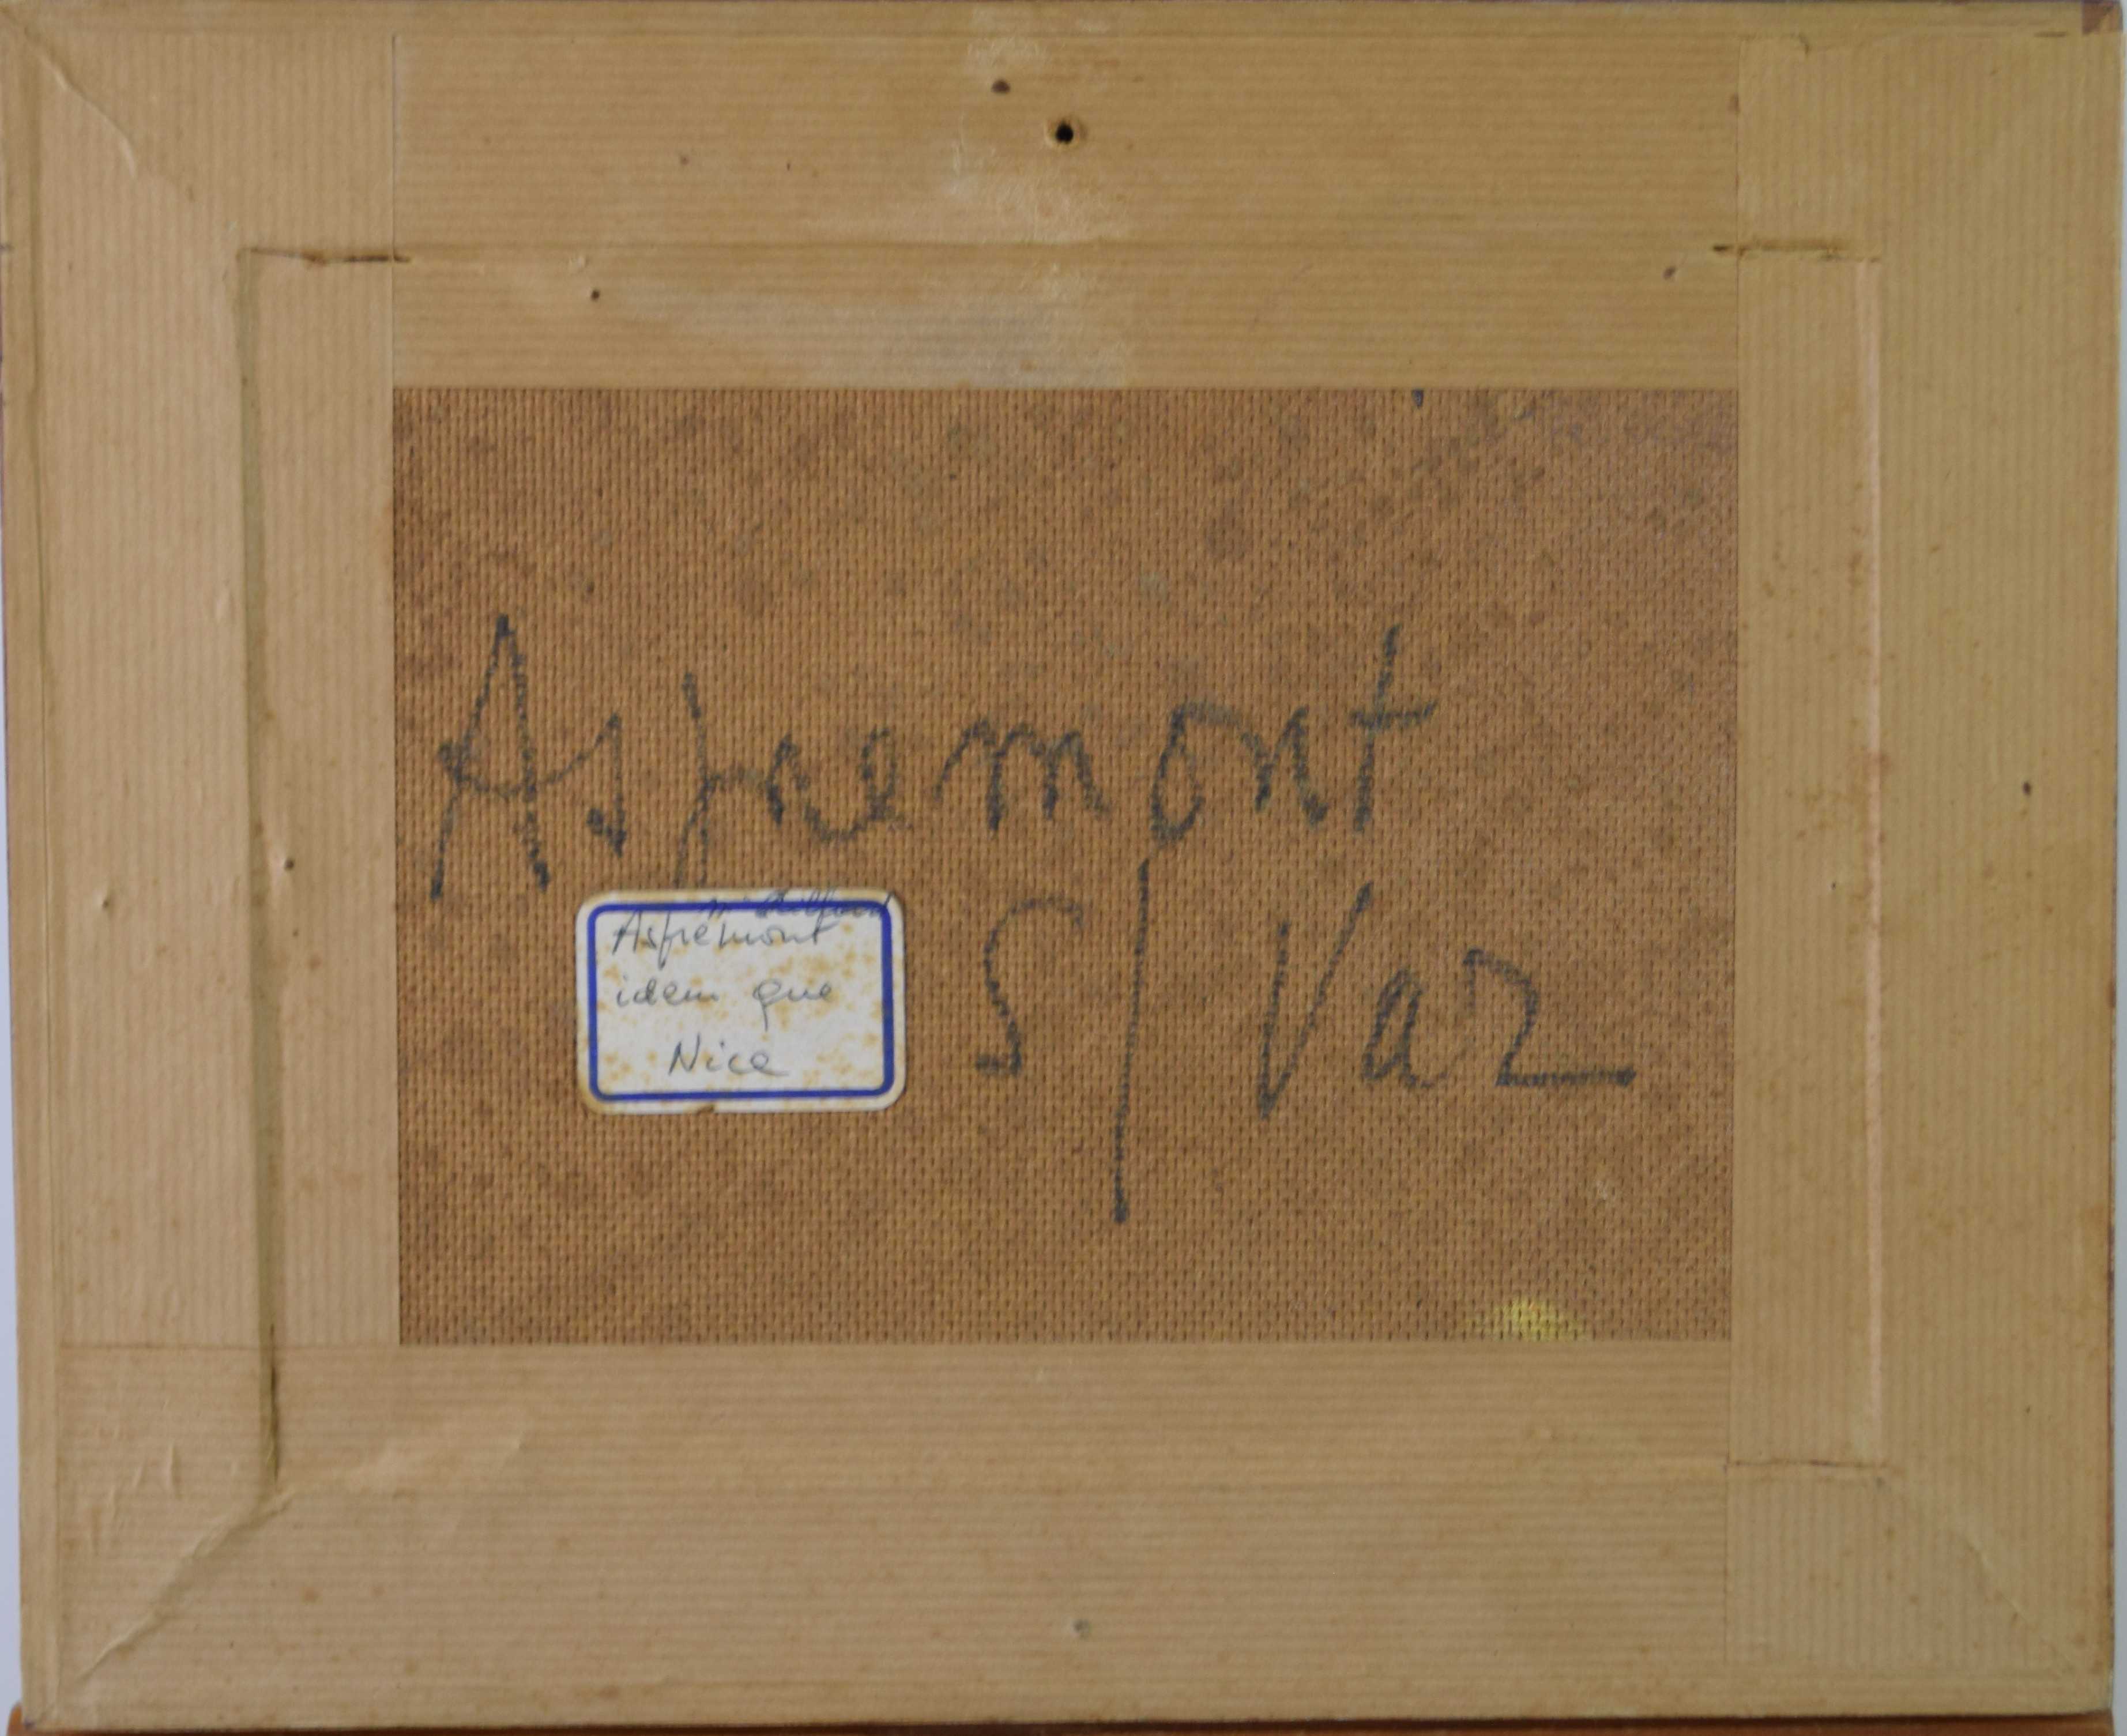 Aspremont
S/ Var
Aspremont
idem que
Nice